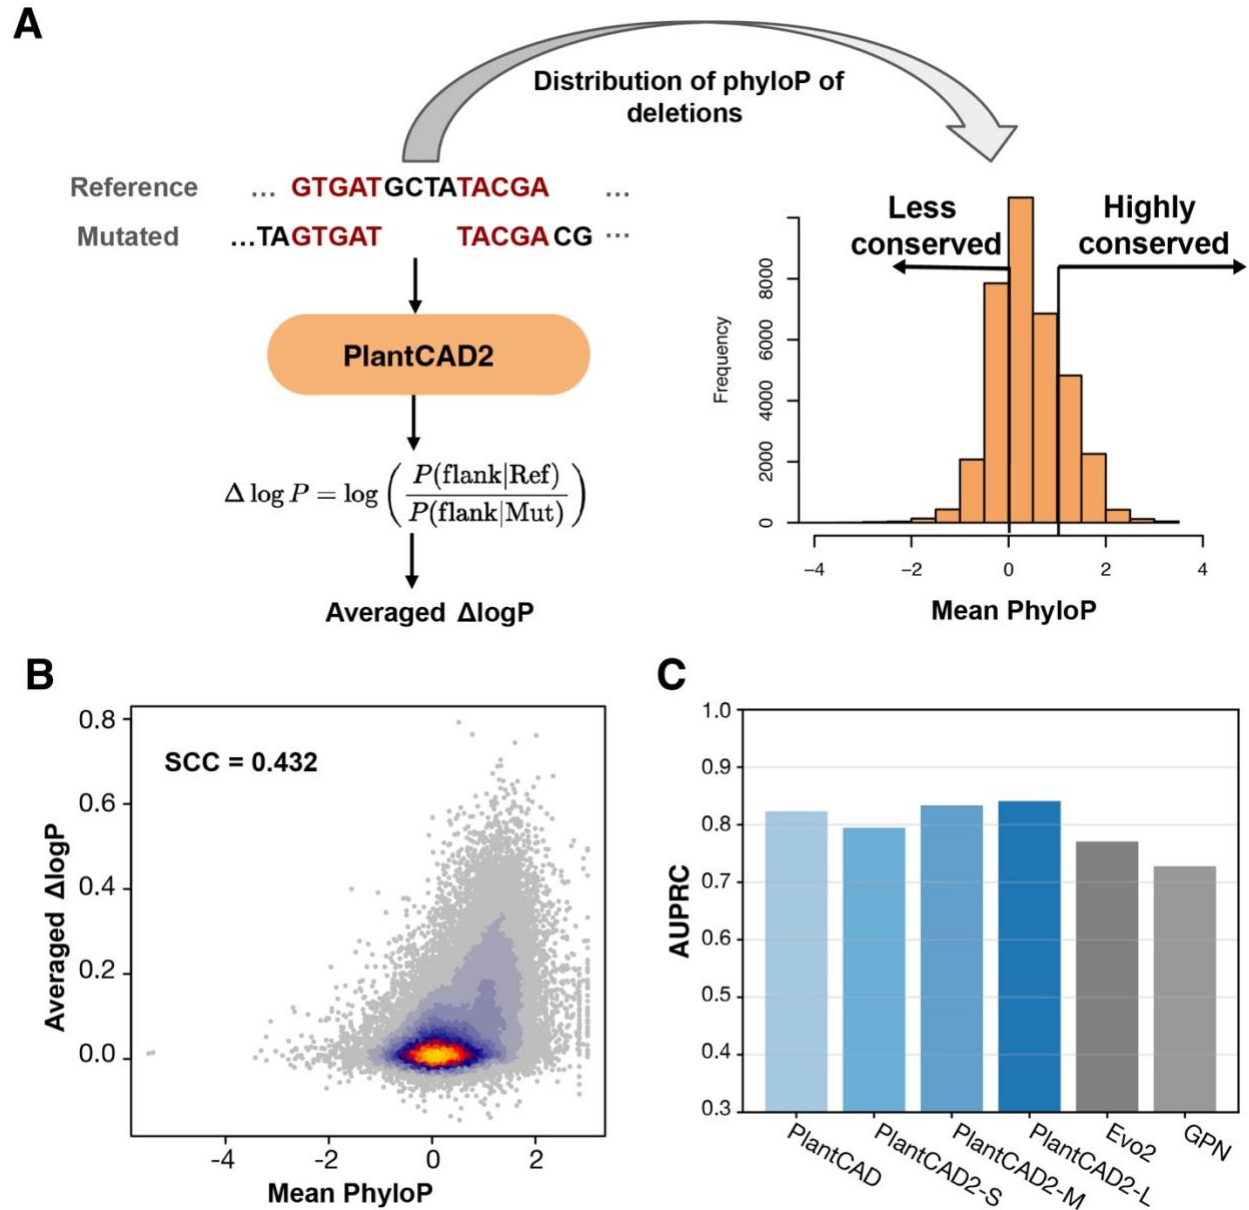 A
Distribution of phyloP of
deletions
Reference ... GTGATGCTATACGA ...
Mutated ...TAGTGAT TACGACG ...
PlantCAD2
Δ log P = log ( P(flank|Ref) / P(flank|Mut) )
Averaged ΔlogP
Less
conserved
Highly
conserved
Frequency
8000
6000
4000
2000
0
−4 −2 0 2 4
Mean PhyloP
B
SCC = 0.432
Averaged ΔlogP
0.8
0.6
0.4
0.2
0.0
-4 -2 0 2
Mean PhyloP
C
AUPRC
1.0
0.9
0.8
0.7
0.6
0.5
0.4
0.3
PlantCAD
PlantCAD2-S
PlantCAD2-M
PlantCAD2-L
Evo2
GPN